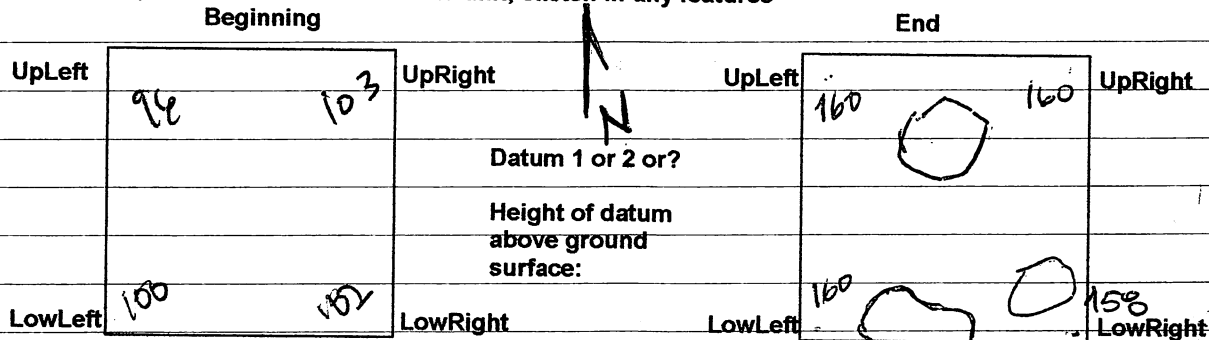 Beginning
End
UpLeft
UpRight
UpLeft
UpRight
103
160
160
N
Datum 1 or 2 or?
Height of datum
above ground
surface:
100
102
160
158
LowLeft
LowRight
LowLeft
LowRight